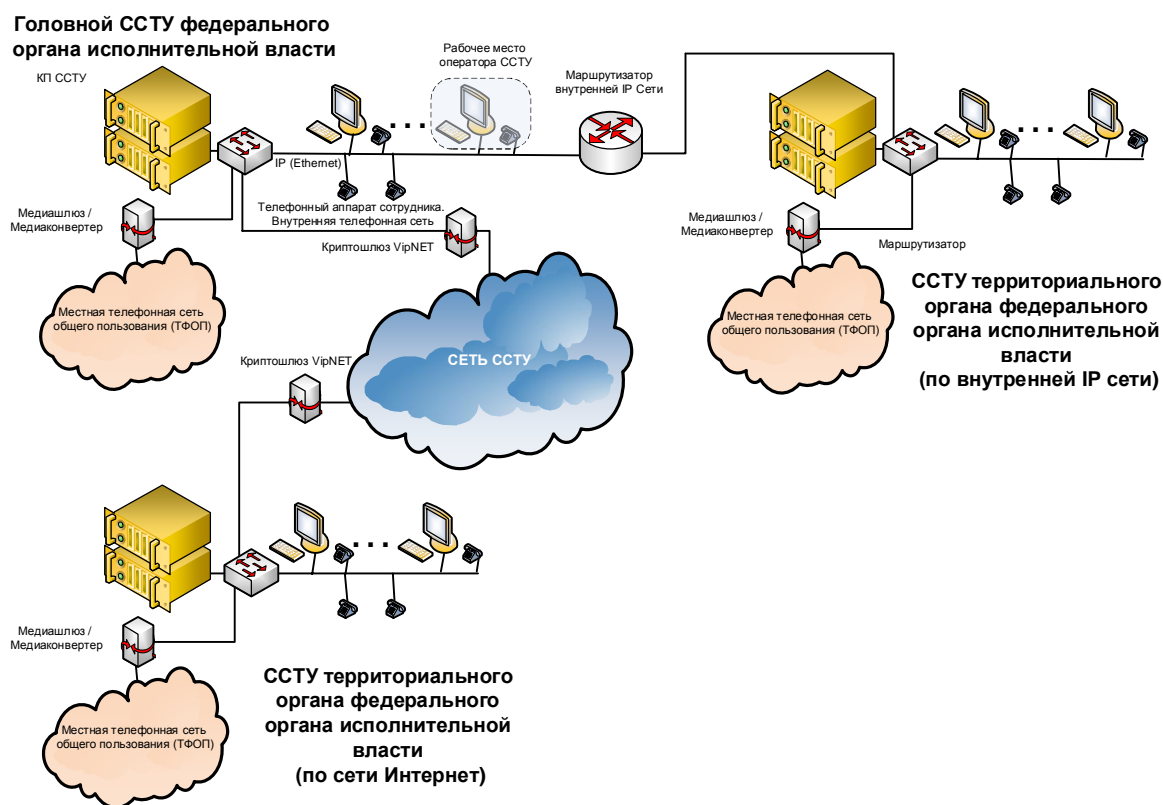 Головной ССТУ федерального
органа исполнительной власти
КП ССТУ
Рабочее место
оператора ССТУ
Маршрутизатор
внутренней IP Сети
IP (Ethernet)
Медиашлюз /
Медиаконвертер
Телефонный аппарат сотрудника.
Внутренняя телефонная сеть
Криптошлюз VipNET
Местная телефонная сеть
общего пользования (ТФОП)
Медиашлюз /
Медиаконвертер
Маршрутизатор
Местная телефонная сеть
общего пользования (ТФОП)
ССТУ территориального
органа федерального
органа исполнительной
власти
(по внутренней IP сети)
СЕТЬ ССТУ
Криптошлюз VipNET
Медиашлюз /
Медиаконвертер
Местная телефонная сеть
общего пользования (ТФОП)
ССТУ территориального
органа федерального
органа исполнительной
власти
(по сети Интернет)